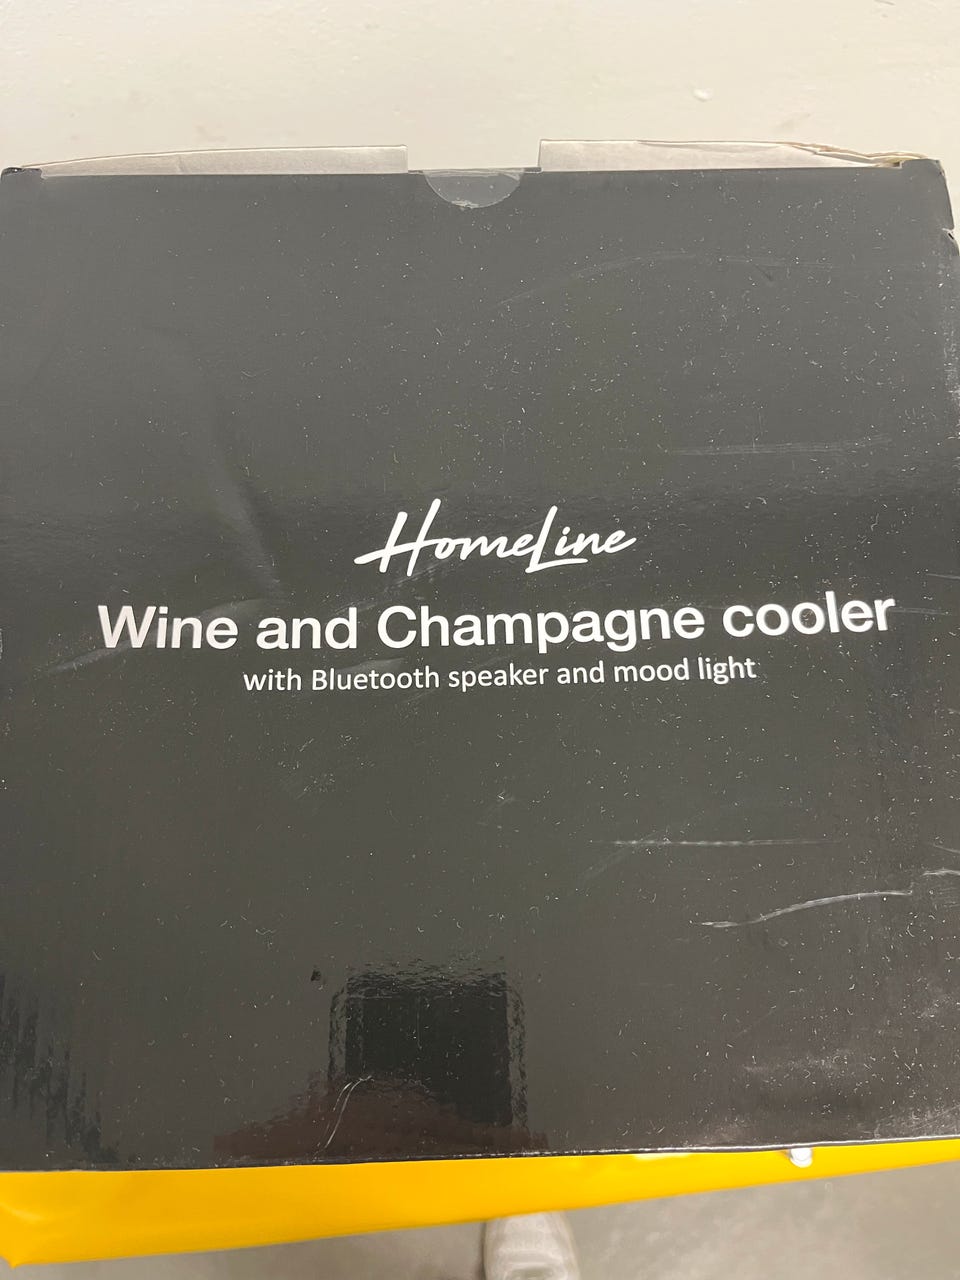 HomeLine
Wine and Champagne cooler
with Bluetooth speaker and mood light